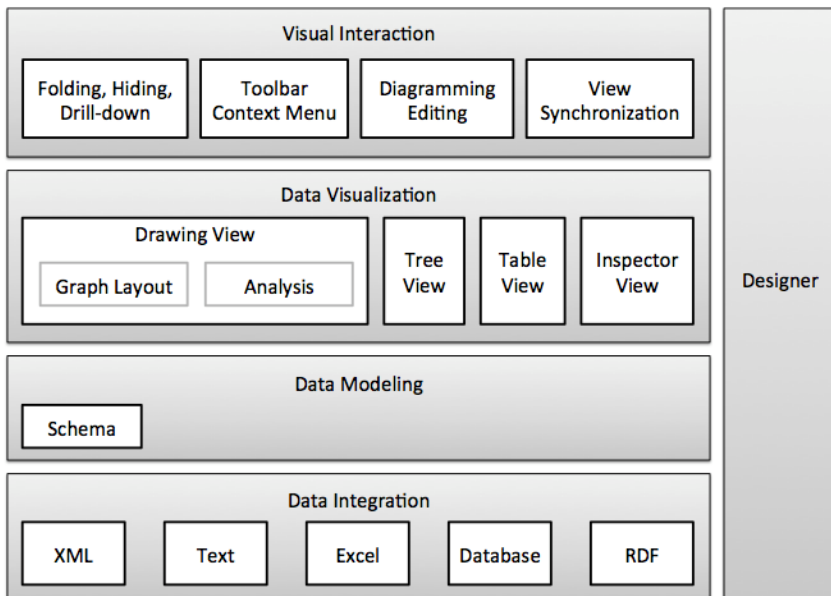 Visual Interaction
Folding, Hiding,
Drill-down
Toolbar
Context Menu
Diagramming
Editing
View
Synchronization
Data Visualization
Drawing View
Graph Layout
Analysis
Tree
View
Table
View
Inspector
View
Data Modeling
Schema
Data Integration
XML
Text
Excel
Database
RDF
Designer